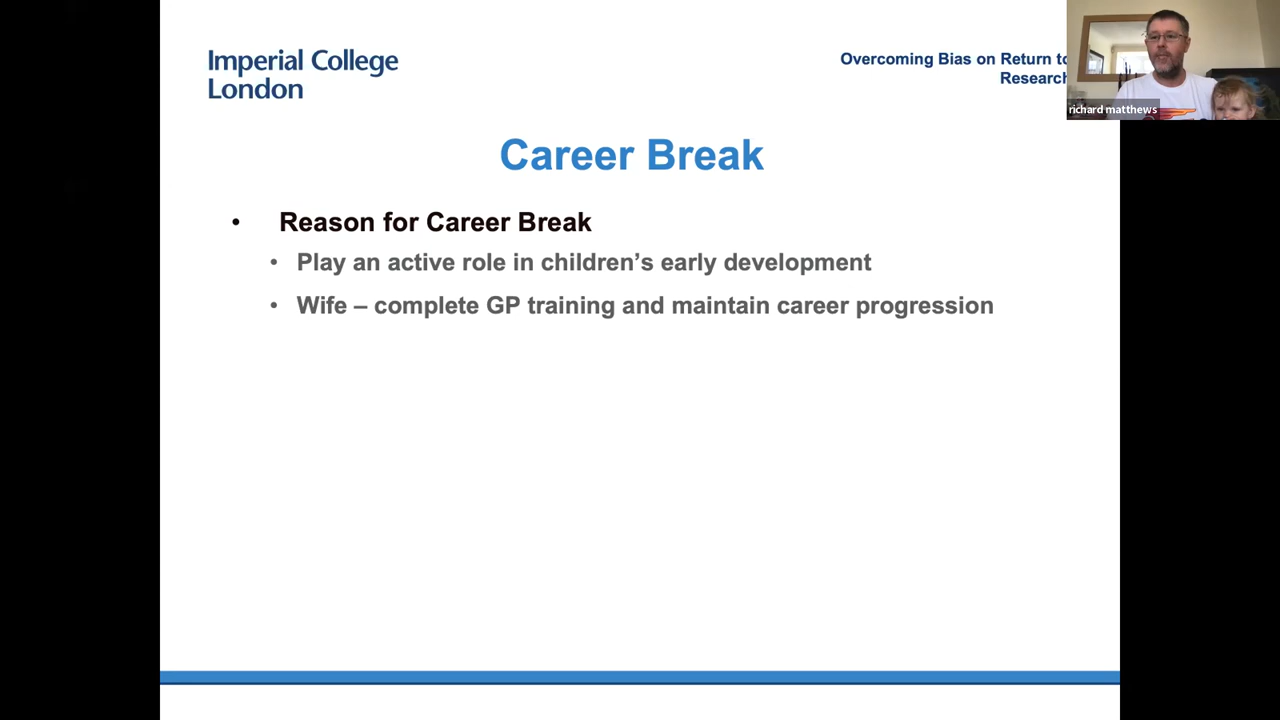 Imperial College
London
Overcoming Bias on Return to
Research
richard matthews
Career Break
• Reason for Career Break
• Play an active role in children’s early development
• Wife – complete GP training and maintain career progression